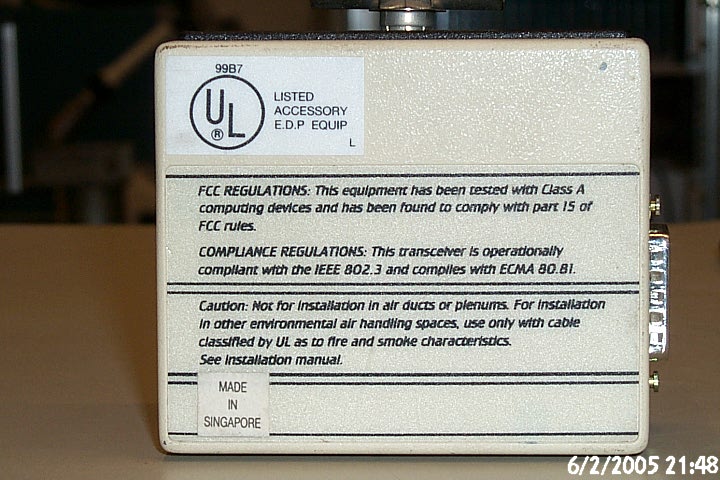 99B7
UL
®
LISTED
ACCESSORY
E.D.P EQUIP
L
FCC REGULATIONS: This equipment has been tested with Class A
computing devices and has been found to comply with part 15 of
FCC rules.
COMPLIANCE REGULATIONS: This transceiver is operationally
compliant with the IEEE 802.3 and complies with ECMA 80.81.
Caution: Not for installation in air ducts or plenums. For installation
in other environmental air handling spaces, use only with cable
classified by UL as to fire and smoke characteristics.
See installation manual.
MADE
IN
SINGAPORE
6/2/2005 21:48